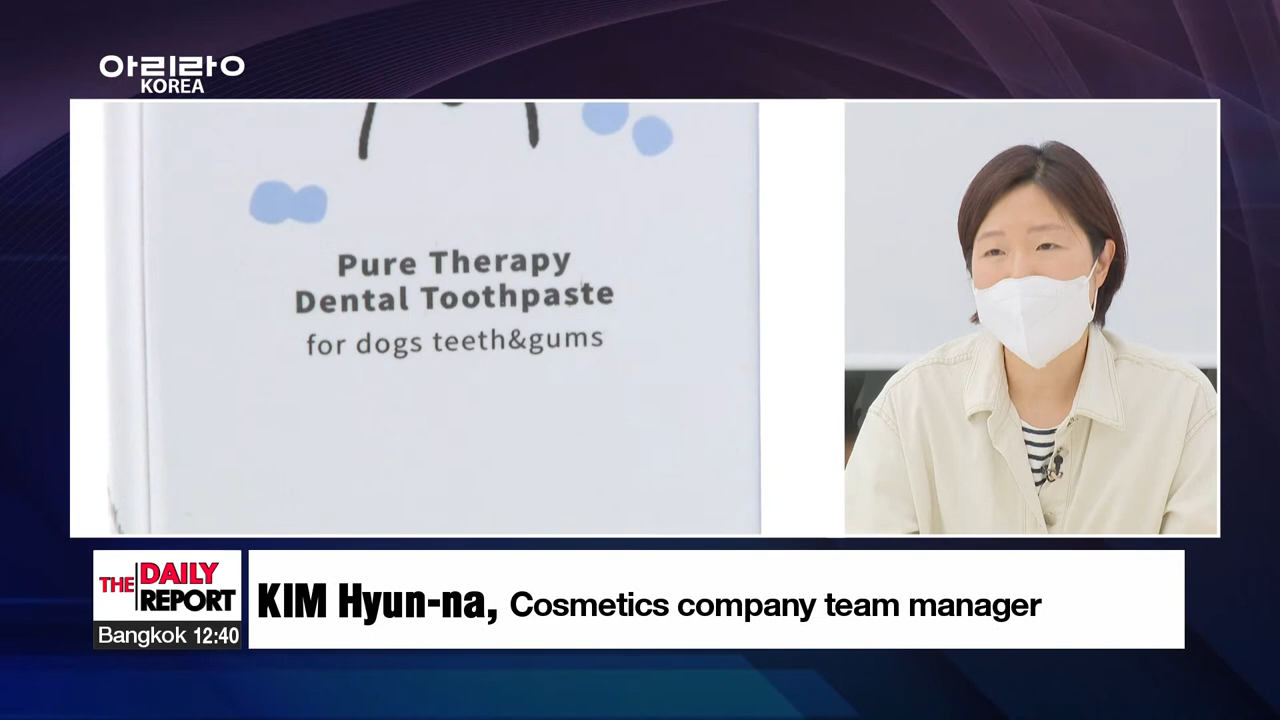 아리랑
KOREA
Pure Therapy
Dental Toothpaste
for dogs teeth&gums
THE DAILY
REPORT
Bangkok 12:40
KIM Hyun-na, Cosmetics company team manager